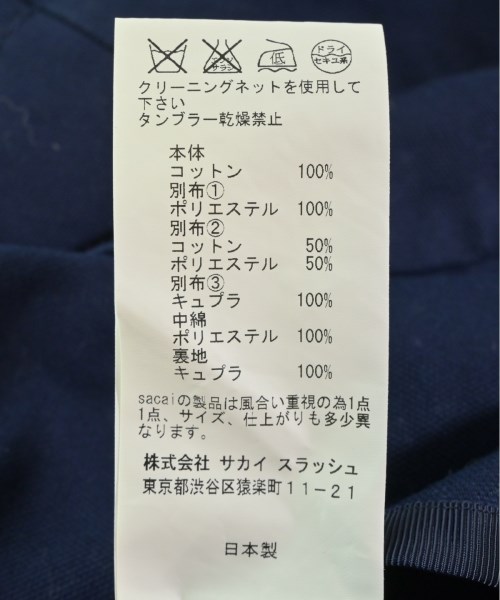 エンソ サラシ 低 ドライ
セキユ系
クリーニングネットを使用して
下さい
タンブラー乾燥禁止
本体
コットン 100%
別布①
ポリエステル 100%
別布②
コットン 50%
ポリエステル 50%
別布③
キュプラ 100%
中綿
ポリエステル 100%
裏地
キュプラ 100%
sacaiの製品は風合い重視の為1点
1点、サイズ、仕上がりも多少異
なります。
株式会社 サカイ スラッシュ
東京都渋谷区猿楽町11-21
日本製